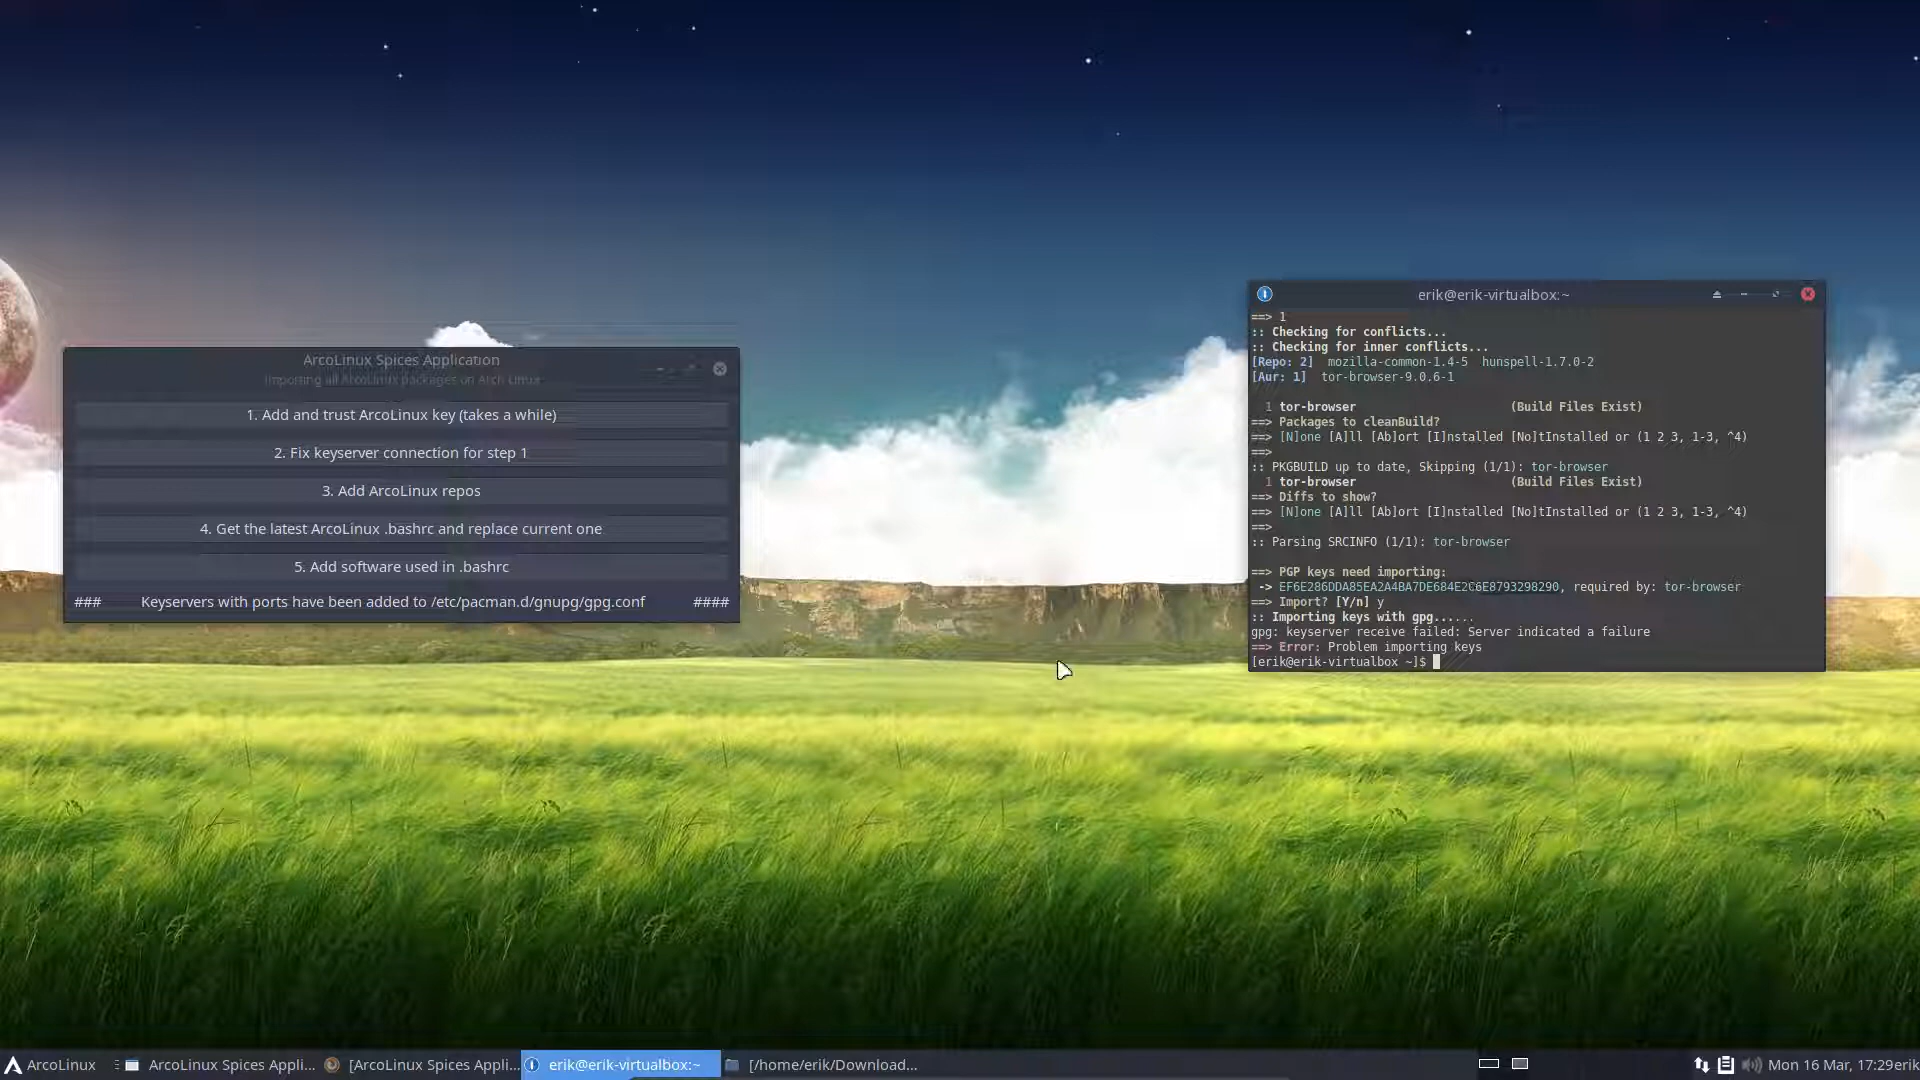 ArcoLinux Spices Application
Importing all ArcoLinux packages on Arch Linux
1. Add and trust ArcoLinux key (takes a while)
2. Fix keyserver connection for step 1
3. Add ArcoLinux repos
4. Get the latest ArcoLinux .bashrc and replace current one
5. Add software used in .bashrc
### Keyservers with ports have been added to /etc/pacman.d/gnupg/gpg.conf ####
erik@erik-virtualbox:~
==> 1
:: Checking for conflicts...
:: Checking for inner conflicts...
[Repo: 2] mozilla-common-1.4-5 hunspell-1.7.0-2
[Aur: 1] tor-browser-9.0.6-1
1 tor-browser (Build Files Exist)
==> Packages to cleanBuild?
==> [N]one [A]ll [Ab]ort [I]nstalled [No]tInstalled or (1 2 3, 1-3, ^4)
==>
:: PKGBUILD up to date, Skipping (1/1): tor-browser
1 tor-browser (Build Files Exist)
==> Diffs to show?
==> [N]one [A]ll [Ab]ort [I]nstalled [No]tInstalled or (1 2 3, 1-3, ^4)
==>
:: Parsing SRCINFO (1/1): tor-browser
==> PGP keys need importing:
-> EF6E286DDA85EA2A4BA7DE684E2C6E8793298290, required by: tor-browser
==> Import? [Y/n] y
:: Importing keys with gpg......
gpg: keyserver receive failed: Server indicated a failure
==> Error: Problem importing keys
[erik@erik-virtualbox ~]$
ArcoLinux ArcoLinux Spices Appli... [ArcoLinux Spices Appli... erik@erik-virtualbox:~ [/home/erik/Download... Mon 16 Mar, 17:29 erik